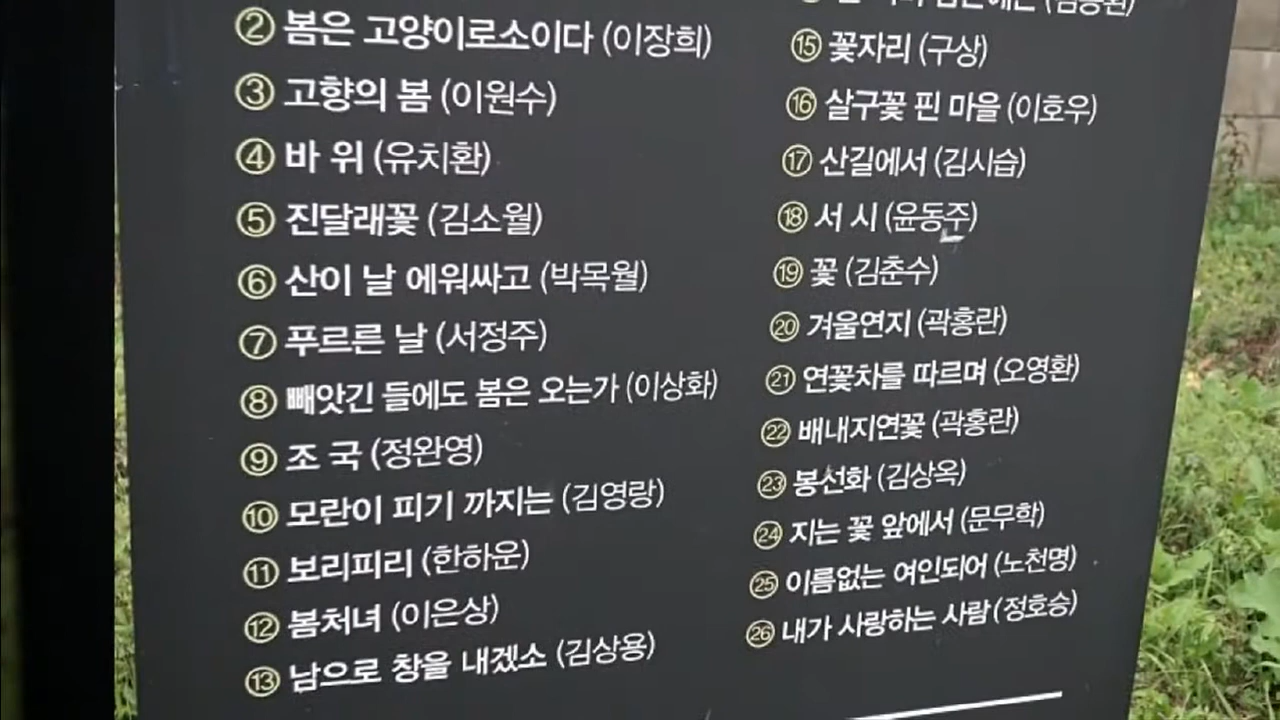 ② 봄은 고양이로소이다 (이장희)
③ 고향의 봄 (이원수)
④ 바 위 (유치환)
⑤ 진달래꽃 (김소월)
⑥ 산이 날 에워싸고 (박목월)
⑦ 푸르른 날 (서정주)
⑧ 빼앗긴 들에도 봄은 오는가 (이상화)
⑨ 조 국 (정완영)
⑩ 모란이 피기 까지는 (김영랑)
⑪ 보리피리 (한하운)
⑫ 봄처녀 (이은상)
⑬ 남으로 창을 내겠소 (김상용)
⑮ 꽃자리 (구상)
⑯ 살구꽃 핀 마을 (이호우)
⑰ 산길에서 (김시습)
⑱ 서 시 (윤동주)
⑲ 꽃 (김춘수)
⑳ 겨울연지 (곽홍란)
㉑ 연꽃차를 따르며 (오영환)
㉒ 배내지연꽃 (곽홍란)
㉓ 봉선화 (김상옥)
㉔ 지는 꽃 앞에서 (문무학)
㉕ 이름없는 여인되어 (노천명)
㉖ 내가 사랑하는 사람 (정호승)